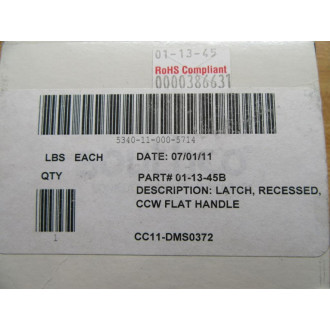 01-13-45
RoHS Compliant
0000386631
5340-11-000-5714
LBS EACH DATE: 07/01/11
QTY PART# 01-13-45B
DESCRIPTION: LATCH, RECESSED,
CCW FLAT HANDLE
1
CC11-DMS0372